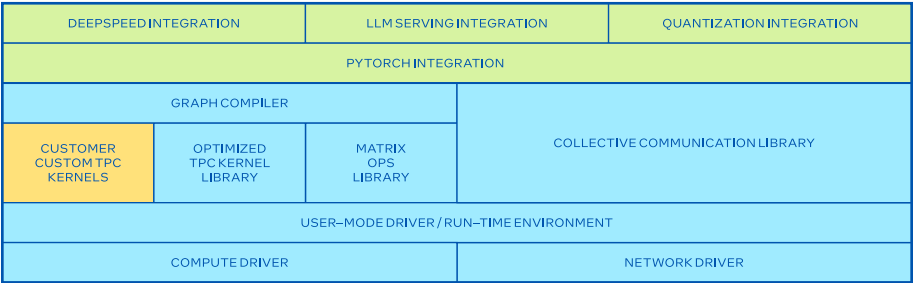 DEEPSPEED INTEGRATION
LLM SERVING INTEGRATION
QUANTIZATION INTEGRATION
PYTORCH INTEGRATION
GRAPH COMPILER
COLLECTIVE COMMUNICATION LIBRARY
CUSTOMER
CUSTOM TPC
KERNELS
OPTIMIZED
TPC KERNEL
LIBRARY
MATRIX
OPS
LIBRARY
USER–MODE DRIVER / RUN–TIME ENVIRONMENT
COMPUTE DRIVER
NETWORK DRIVER